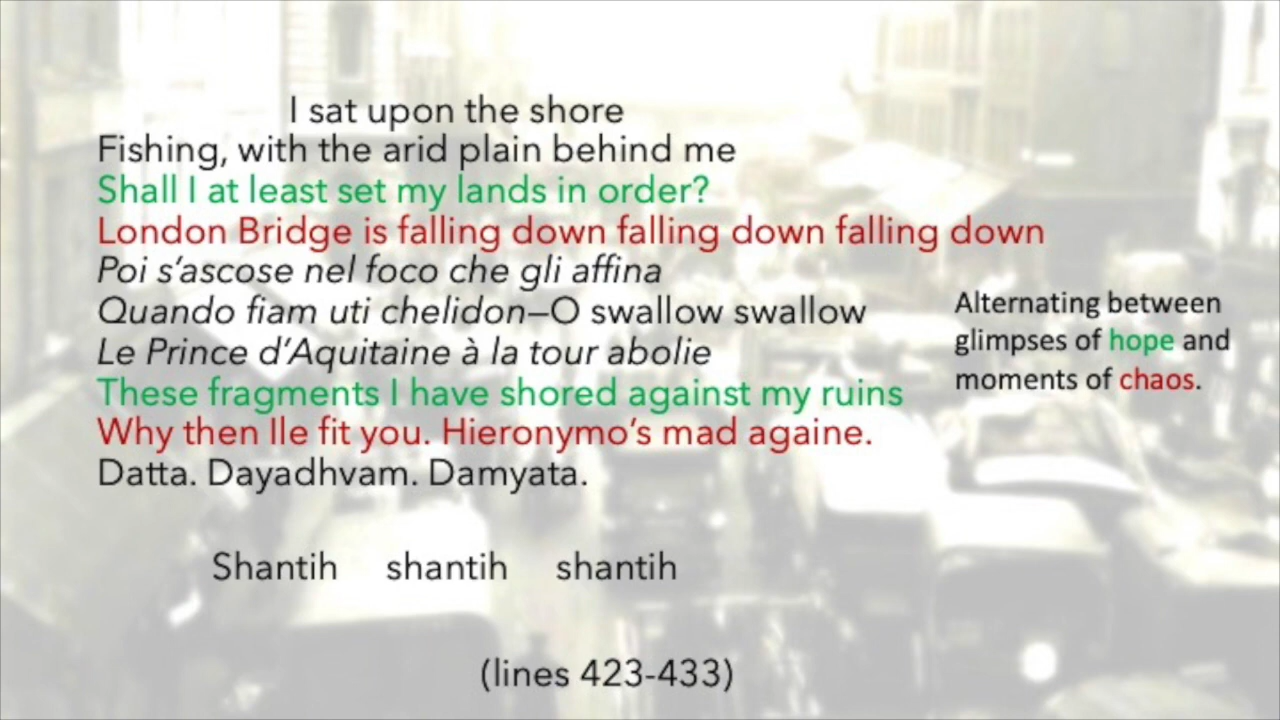 I sat upon the shore
Fishing, with the arid plain behind me
Shall I at least set my lands in order?
London Bridge is falling down falling down falling down
Poi s’ascose nel foco che gli affina
Quando fiam uti chelidon—O swallow swallow
Le Prince d’Aquitaine à la tour abolie
These fragments I have shored against my ruins
Why then Ile fit you. Hieronymo’s mad againe.
Datta. Dayadhvam. Damyata.
Shantih shantih shantih
(lines 423-433)
Alternating between
glimpses of hope and
moments of chaos.